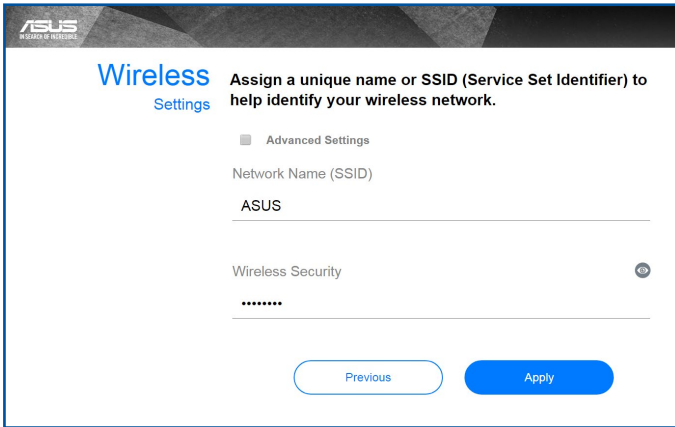 ASUS
IN SEARCH OF INCREDIBLE
Wireless
Settings
Assign a unique name or SSID (Service Set Identifier) to
help identify your wireless network.
Advanced Settings
Network Name (SSID)
ASUS
Wireless Security
••••••••
Previous
Apply